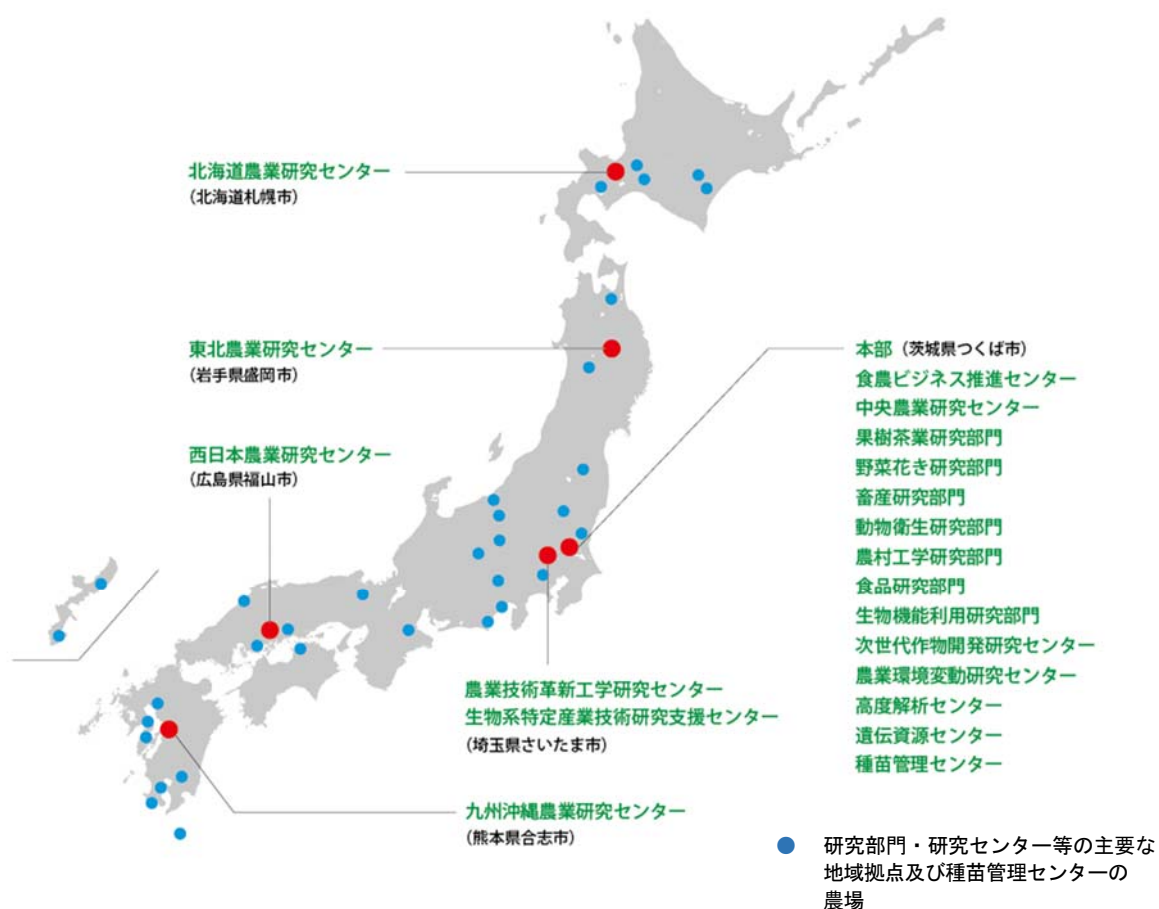 北海道農業研究センター
（北海道札幌市）
東北農業研究センター
（岩手県盛岡市）
西日本農業研究センター
（広島県福山市）
本部（茨城県つくば市）
食農ビジネス推進センター
中央農業研究センター
果樹茶業研究部門
野菜花き研究部門
畜産研究部門
動物衛生研究部門
農村工学研究部門
食品研究部門
生物機能利用研究部門
次世代作物開発研究センター
農業環境変動研究センター
高度解析センター
遺伝資源センター
種苗管理センター
農業技術革新工学研究センター
生物系特定産業技術研究支援センター
（埼玉県さいたま市）
九州沖縄農業研究センター
（熊本県合志市）
研究部門・研究センター等の主要な
地域拠点及び種苗管理センターの
農場